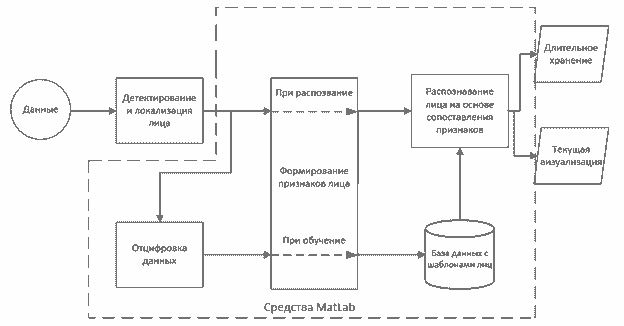 Данные
Детектирование
и локализация
лица
При распозвание
Формирование
признаков лица
При обучение
Отцифровка
данных
Распознавание
лица на основе
сопоставления
признаков
База данных с
шаблонами лиц
Длительное
хранение
Текущая
визуализация
Средства MatLab